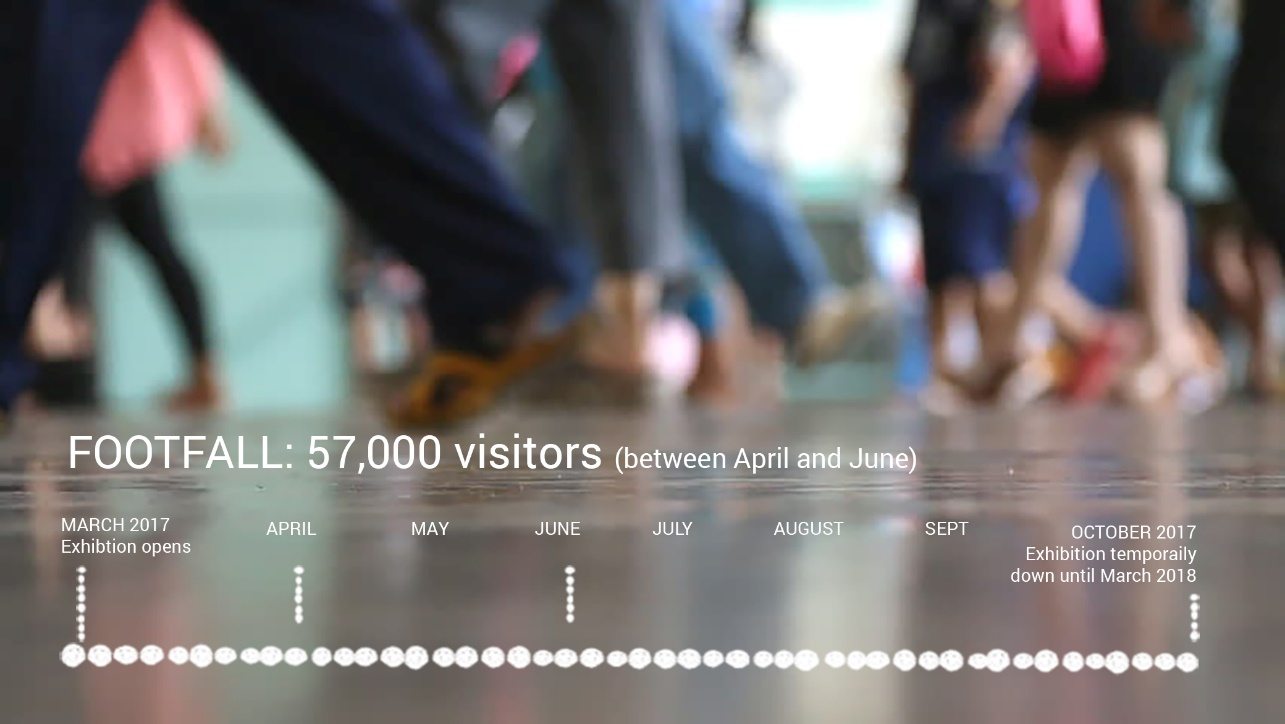 FOOTFALL: 57,000 visitors (between April and June)
MARCH 2017
Exhibtion opens
APRIL
MAY
JUNE
JULY
AUGUST
SEPT
OCTOBER 2017
Exhibition temporaily
down until March 2018